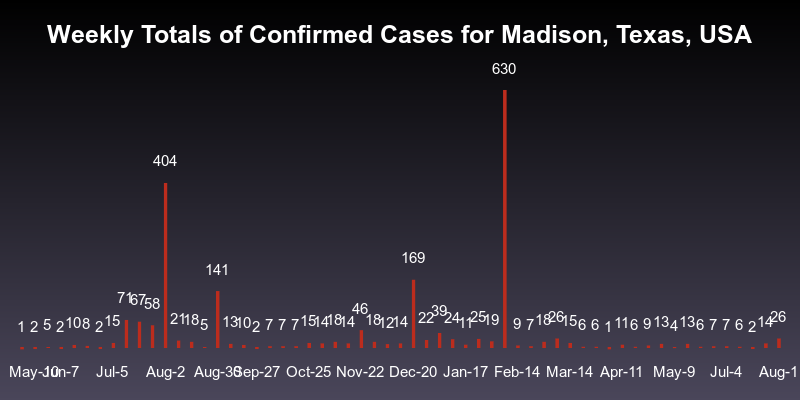 Weekly Totals of Confirmed Cases for Madison, Texas, USA
630
404
169
141
71 67 58
46
1 2 5 2 10 8 2 15 21 18 5 13 10 2 7 7 7 15 14 18 14 18 12 14 22 39 24 11 25 19 9 7 18 26 15 6 6 1 11 6 9 13 4 13 6 7 7 6 2 14 26
May-10 Jun-7 Jul-5 Aug-2 Aug-30 Sep-27 Oct-25 Nov-22 Dec-20 Jan-17 Feb-14 Mar-14 Apr-11 May-9 Jul-4 Aug-1